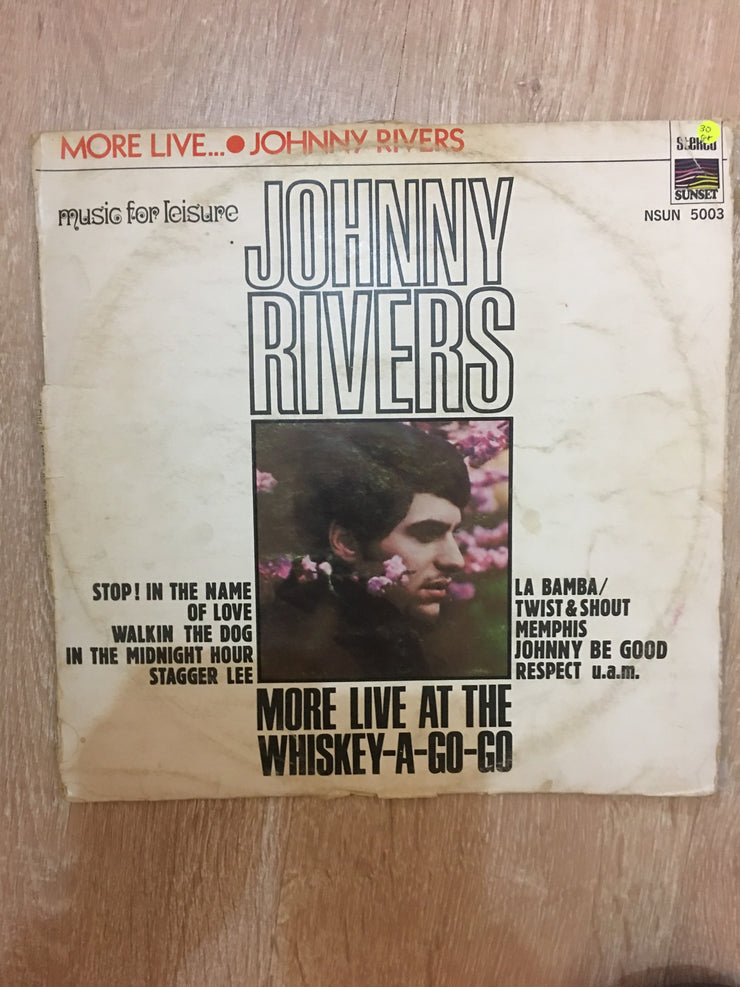 MORE LIVE...● JOHNNY RIVERS
30
Stereo
SUNSET
NSUN 5003
music for leisure
JOHNNY
RIVERS
STOP! IN THE NAME
OF LOVE
WALKIN THE DOG
IN THE MIDNIGHT HOUR
STAGGER LEE
LA BAMBA/
TWIST & SHOUT
MEMPHIS
JOHNNY BE GOOD
RESPECT u.a.m.
MORE LIVE AT THE
WHISKEY-A-GO-GO